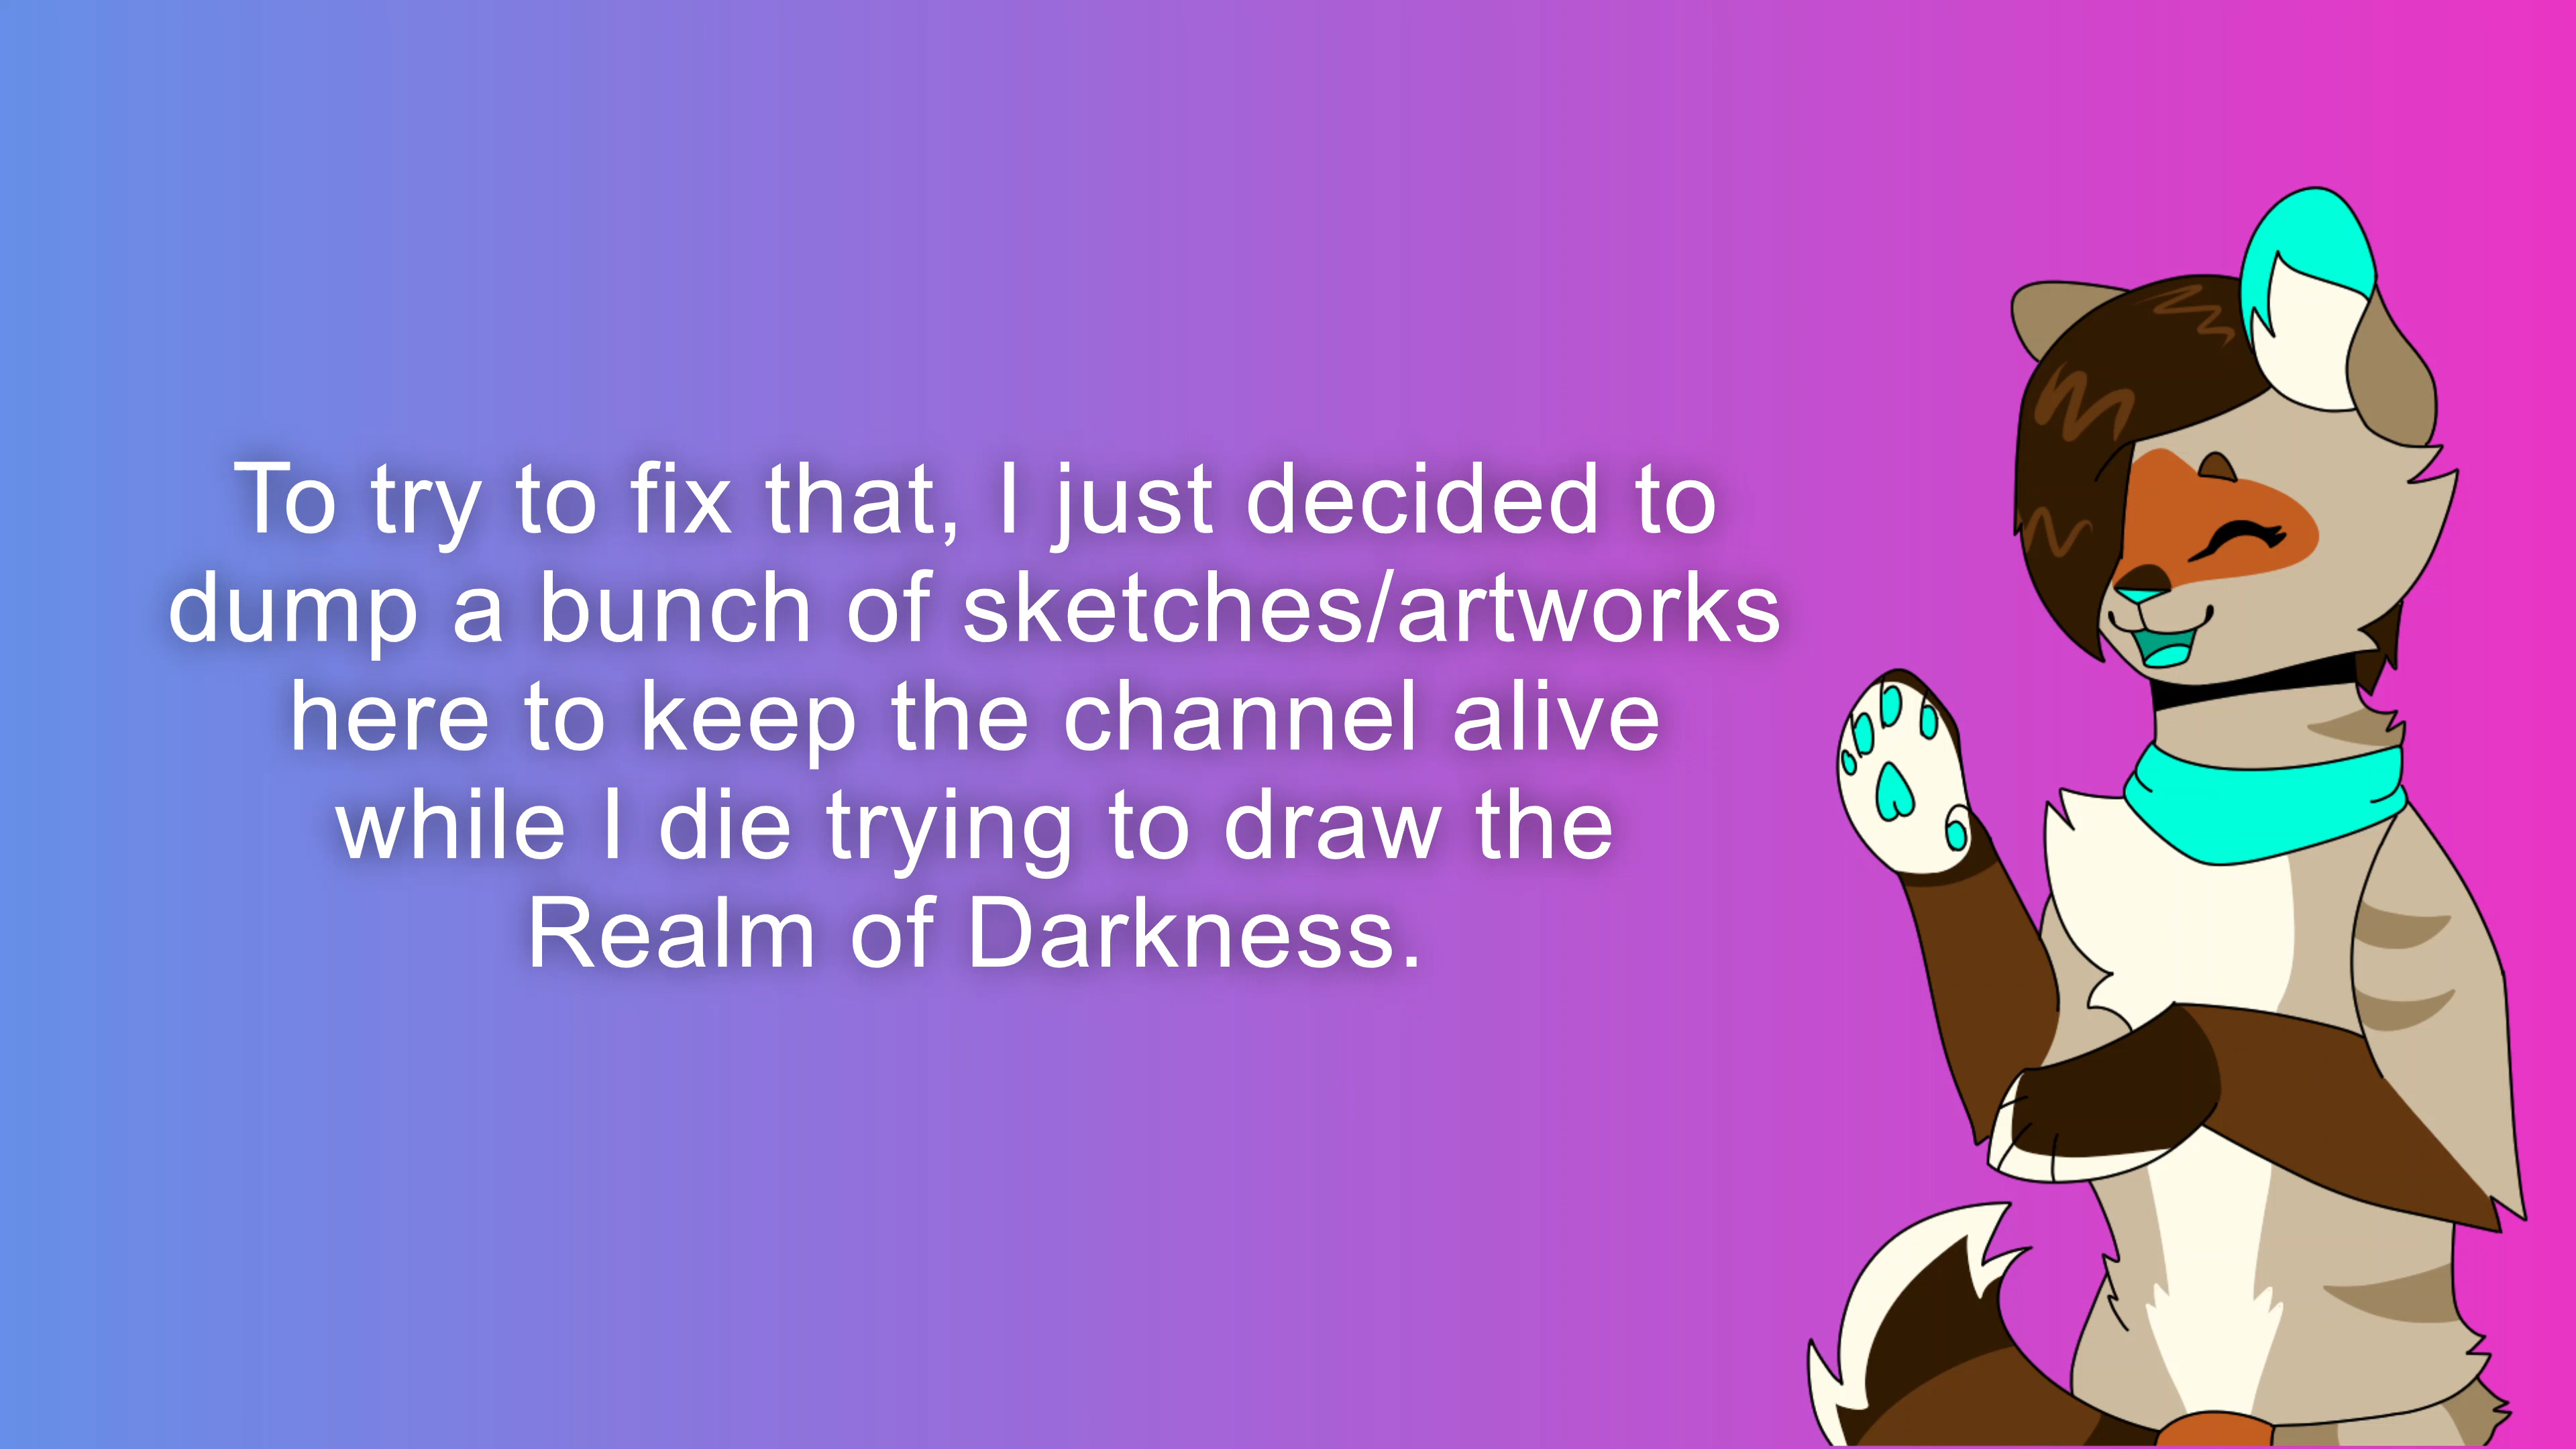 To try to fix that, I just decided to
dump a bunch of sketches/artworks
here to keep the channel alive
while I die trying to draw the
Realm of Darkness.